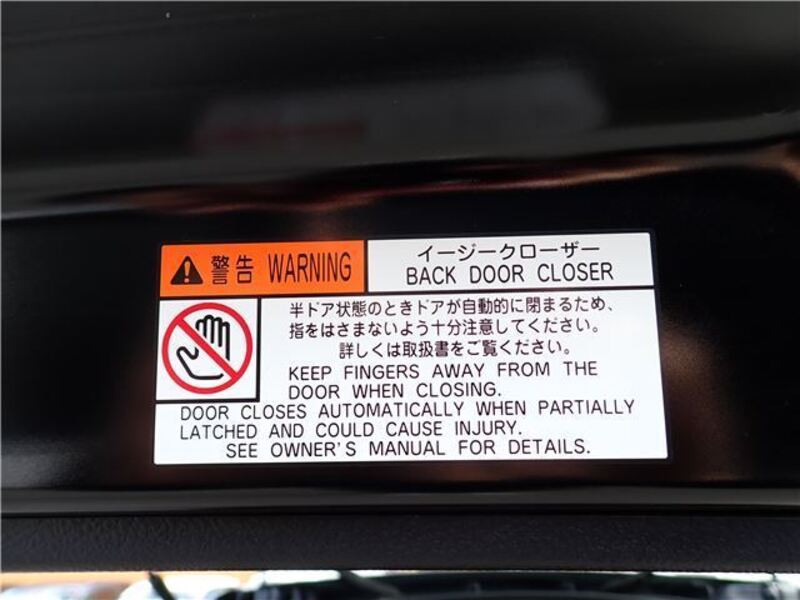 警告 WARNING
イージークローザー
BACK DOOR CLOSER
半ドア状態のときドアが自動的に閉まるため、
指をはさまないよう十分注意してください。
詳しくは取扱書をご覧ください。
KEEP FINGERS AWAY FROM THE
DOOR WHEN CLOSING.
DOOR CLOSES AUTOMATICALLY WHEN PARTIALLY
LATCHED AND COULD CAUSE INJURY.
SEE OWNER'S MANUAL FOR DETAILS.